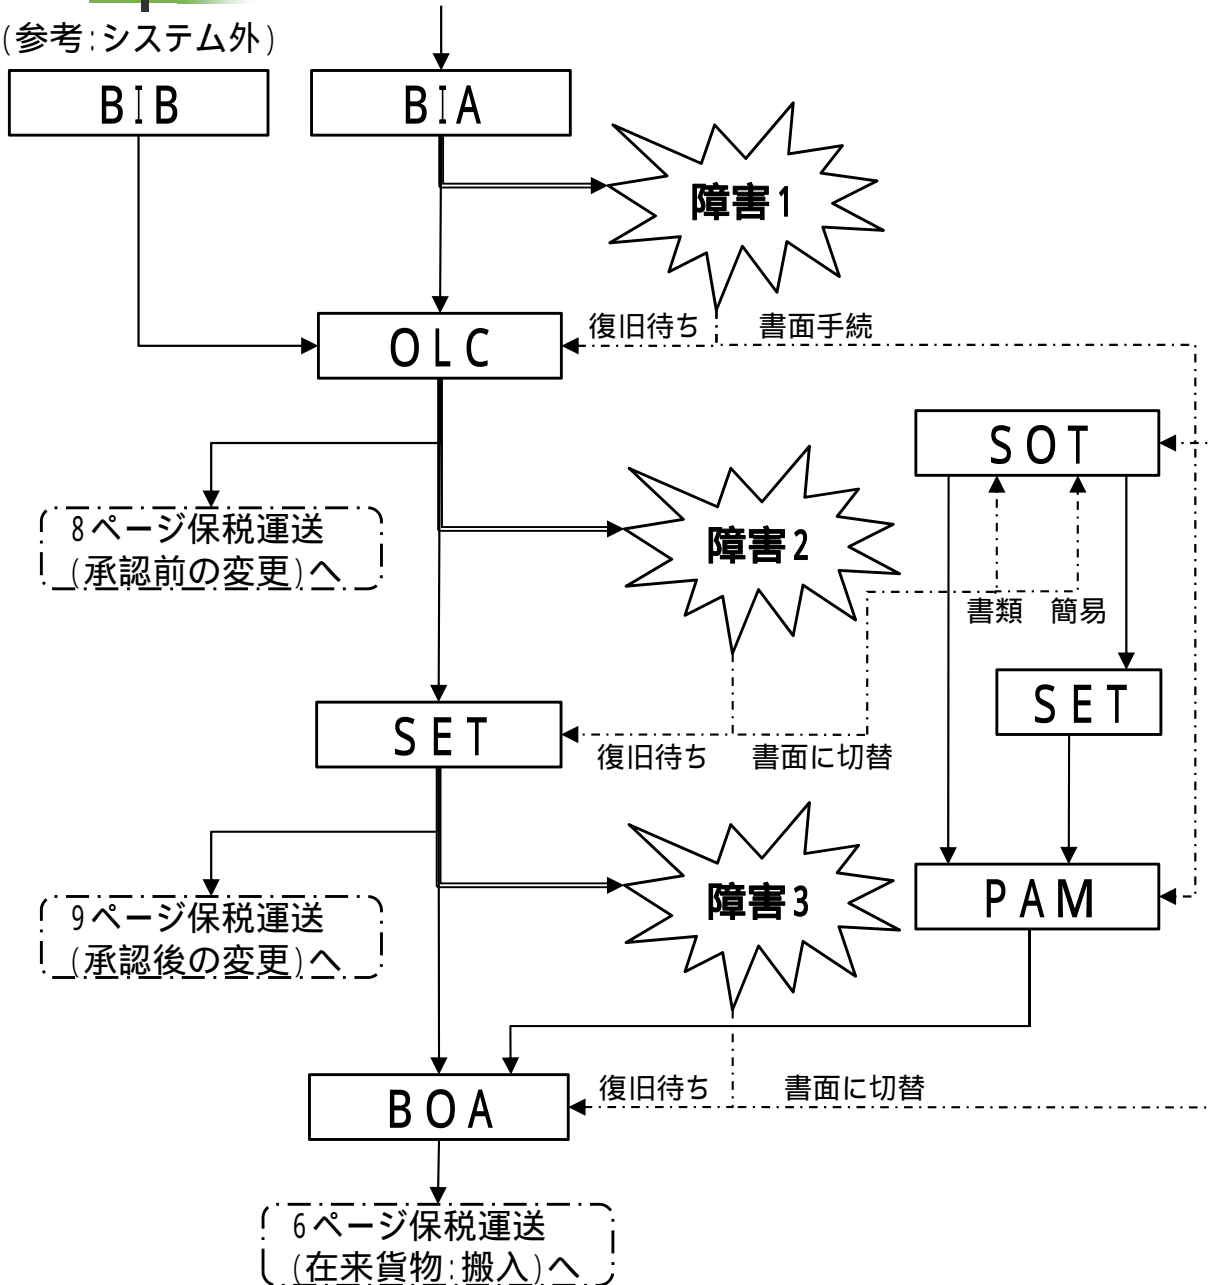 (参考:システム外)
BIB
BIA
障害1
復旧待ち
書面手続
OLC
SOT
8ページ保税運送
(承認前の変更)へ
障害2
書類
簡易
SET
SET
復旧待ち
書面に切替
9ページ保税運送
(承認後の変更)へ
障害3
PAM
BOA
復旧待ち
書面に切替
6ページ保税運送
(在来貨物:搬入)へ